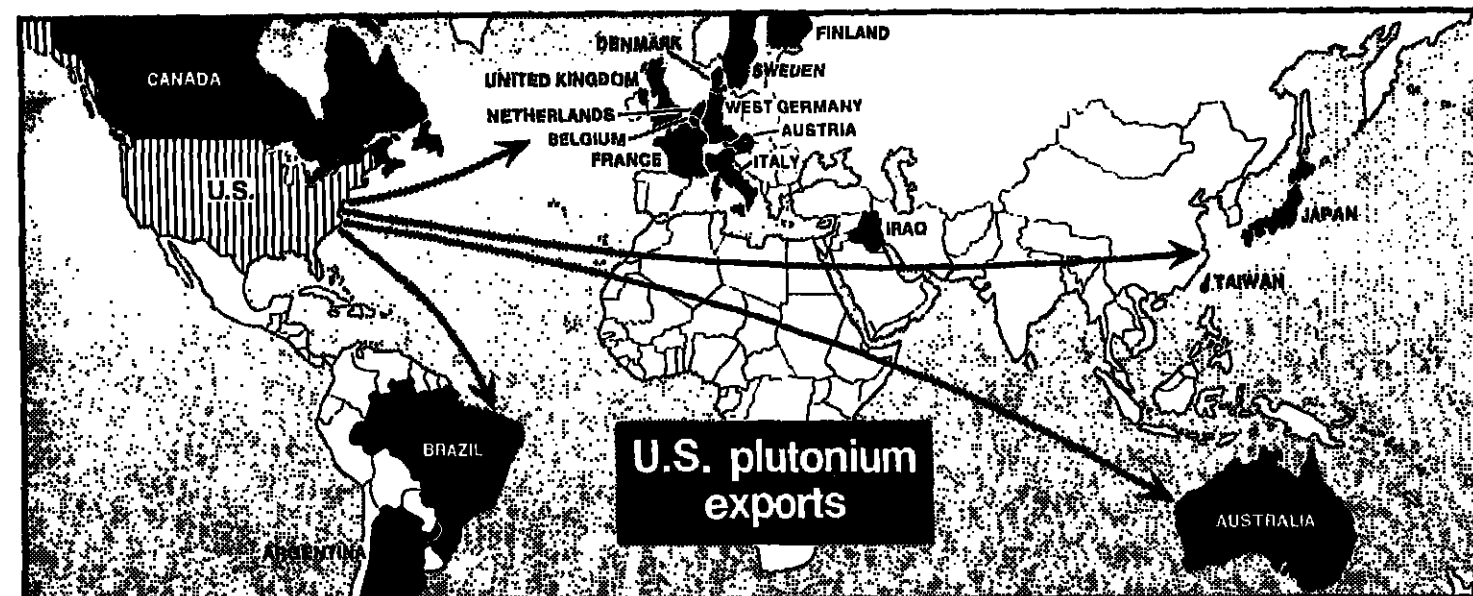 DENMARK
FINLAND
CANADA
UNITED KINGDOM
SWEDEN
NETHERLANDS
WEST GERMANY
BELGIUM
AUSTRIA
FRANCE
ITALY
U.S.
JAPAN
IRAQ
TAIWAN
BRAZIL
U.S. plutonium
exports
AUSTRALIA
ARGENTINA